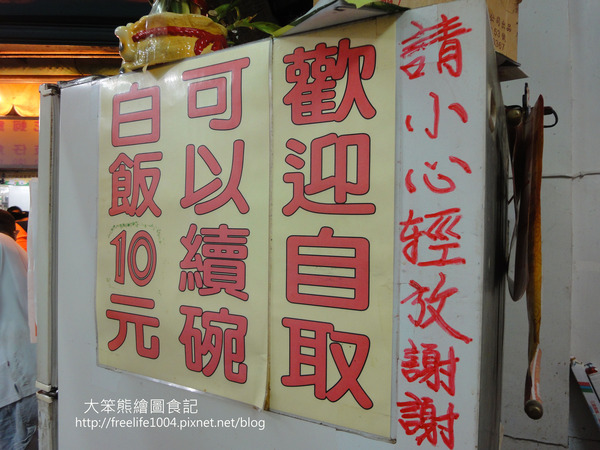 請小心輕放謝謝
歡迎自取
可以續碗
白飯10元
大笨熊繪圖食記
http://freelife1004.pixnet.net/blog